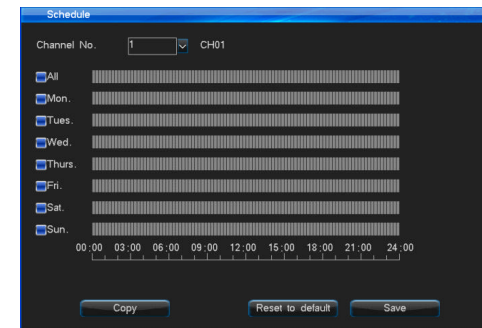 Schedule
Channel No. 1 CH01
All
Mon.
Tues.
Wed.
Thurs.
Fri.
Sat.
Sun.
00:00 03:00 06:00 09:00 12:00 15:00 18:00 21:00 24:00
Copy Reset to default Save